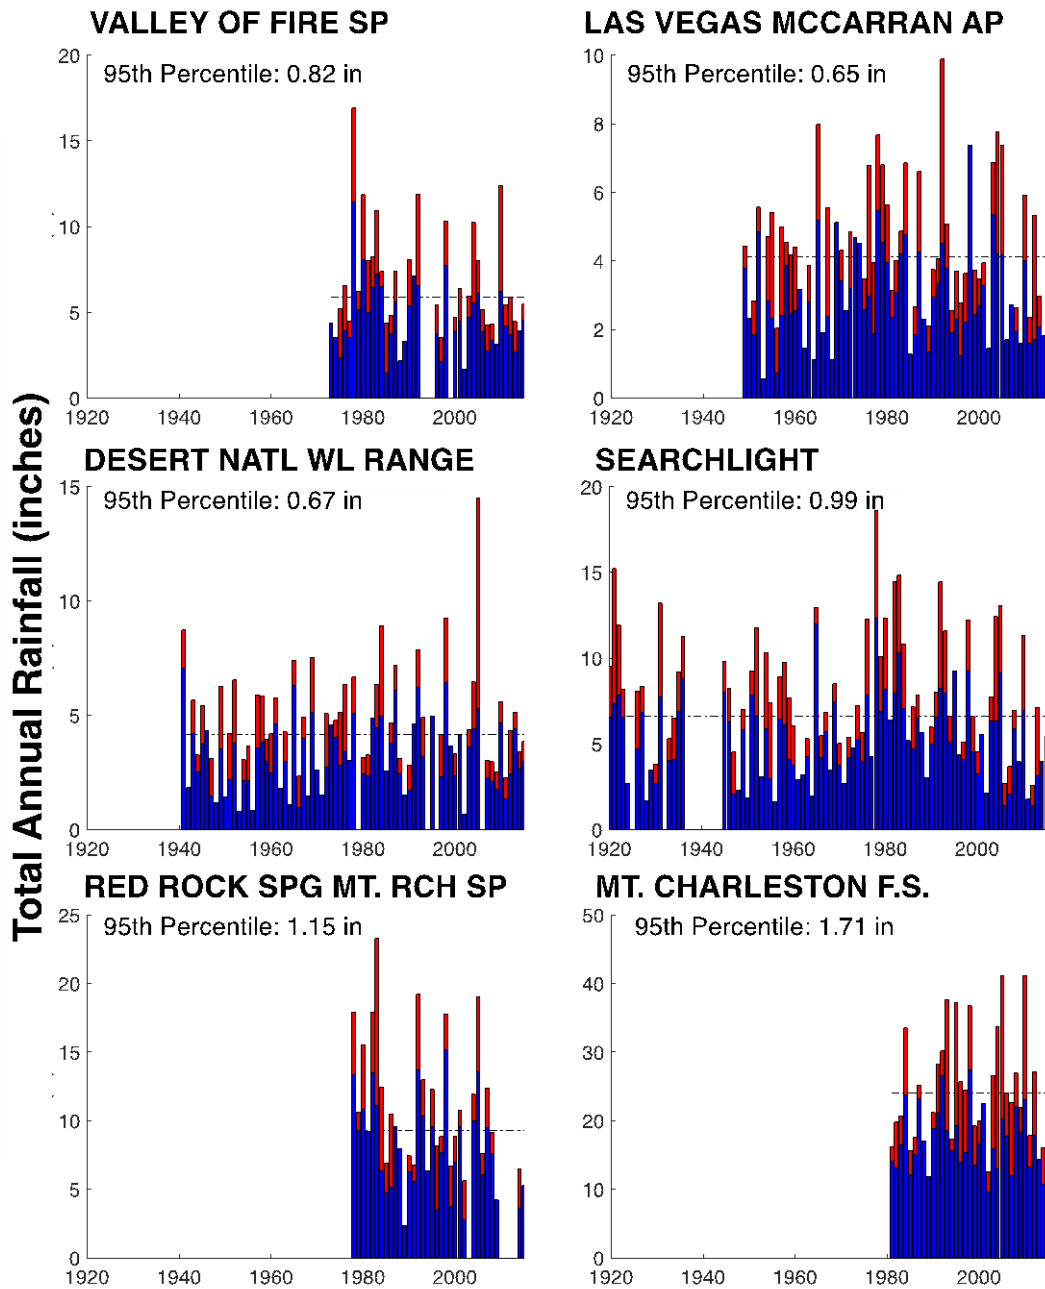 Total Annual Rainfall (inches)
VALLEY OF FIRE SP
95th Percentile: 0.82 in
20
15
10
5
0
1920 1940 1960 1980 2000
LAS VEGAS MCCARRAN AP
95th Percentile: 0.65 in
10
8
6
4
2
0
1920 1940 1960 1980 2000
DESERT NATL WL RANGE
95th Percentile: 0.67 in
15
10
5
0
1920 1940 1960 1980 2000
SEARCHLIGHT
95th Percentile: 0.99 in
20
15
10
5
0
1920 1940 1960 1980 2000
RED ROCK SPG MT. RCH SP
95th Percentile: 1.15 in
25
20
15
10
5
0
1920 1940 1960 1980 2000
MT. CHARLESTON F.S.
95th Percentile: 1.71 in
50
40
30
20
10
0
1920 1940 1960 1980 2000